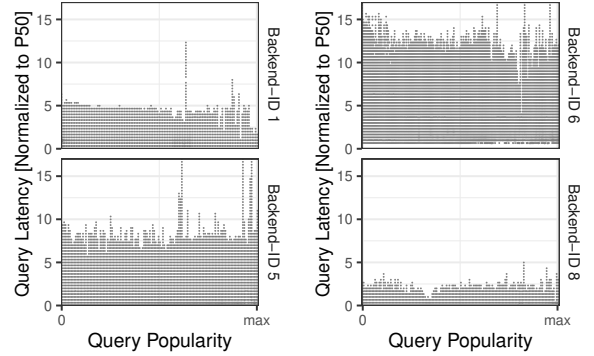 Query Latency [Normalized to P50]
15
10
5
0
Backend−ID 1
15
10
5
0
Backend−ID 5
0
max
Query Popularity
Query Latency [Normalized to P50]
15
10
5
0
Backend−ID 6
15
10
5
0
Backend−ID 8
0
max
Query Popularity